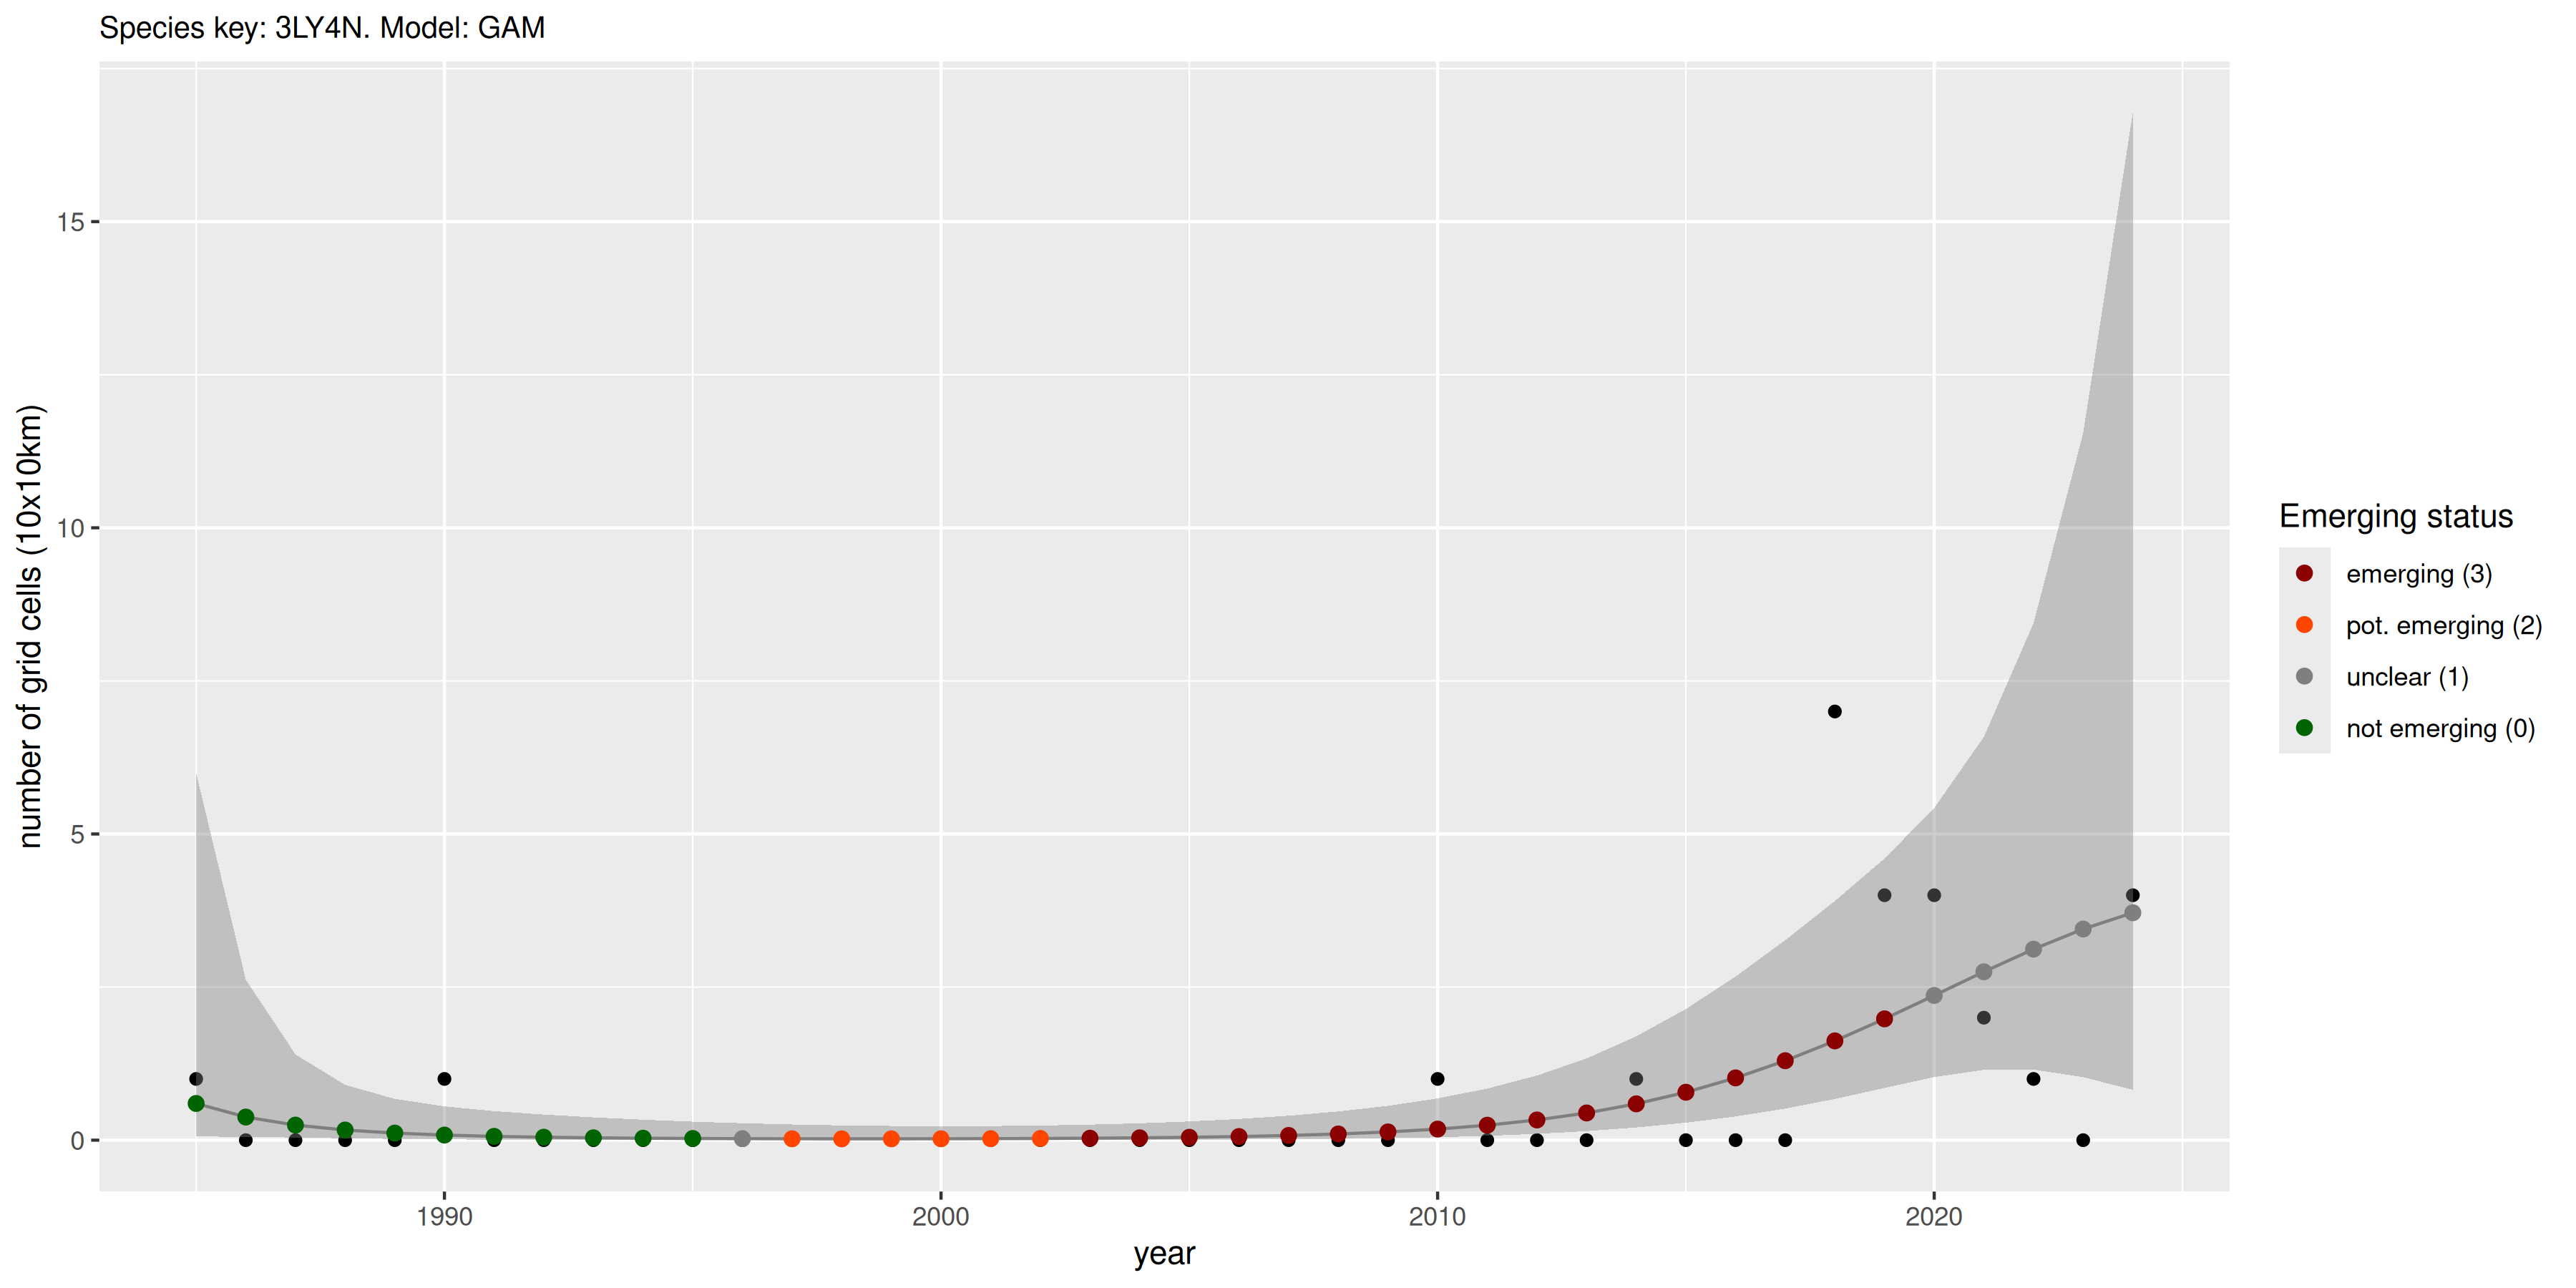 Species key: 3LY4N. Model: GAM
number of grid cells (10x10km)
15
10
5
0
1990
2000
2010
2020
year
Emerging status
emerging (3)
pot. emerging (2)
unclear (1)
not emerging (0)